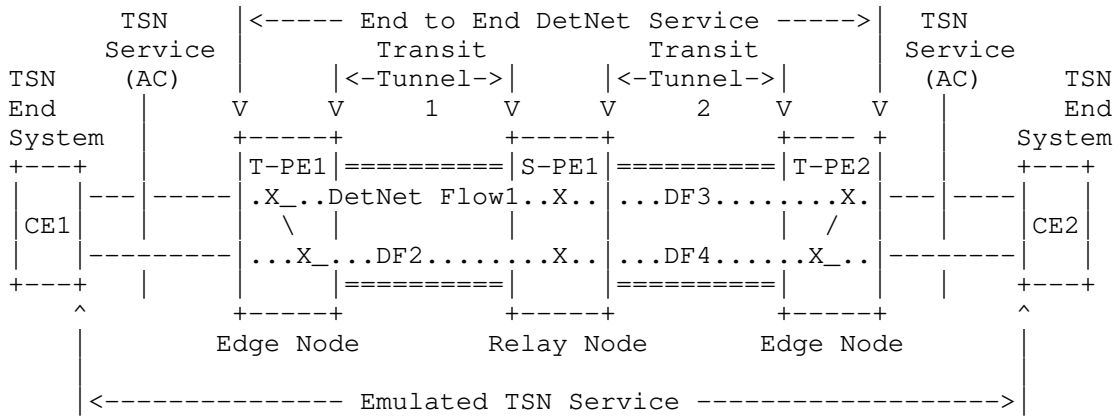 TSN |<----- End to End DetNet Service ----->| TSN
Service | Transit Transit | Service
TSN (AC) | |<-Tunnel->| |<-Tunnel->| | (AC) TSN
End | V V 1 V V 2 V V | End
System | +-----+ +-----+ +---- + | System
+---+ | |T-PE1|==========|S-PE1|==========|T-PE2| | +---+
| |---|-----|.X_..DetNet Flow1..X..|...DF3........X.|---|----| |
|CE1| | | \ | | | | / | | |CE2|
| |---------|...X_...DF2........X..|...DF4......X_..|--------| |
+---+ | | |==========| |==========| | | +---+
^ +-----+ +-----+ +-----+ ^
| Edge Node Relay Node Edge Node |
| |
|<--------------- Emulated TSN Service ------------------->|